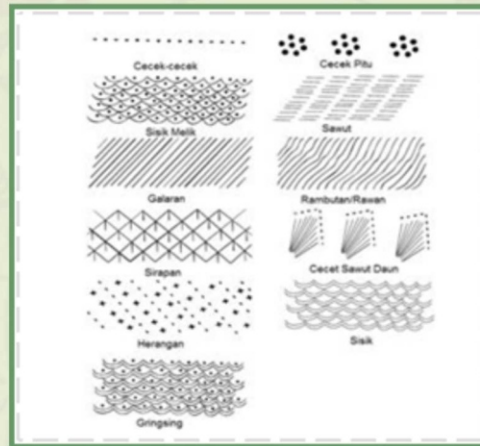 Cecek-cecek
Cecek Pitu
Sisik Melik
Sawut
Galaran
Rambutan/Rawan
Sirapan
Cecet Sawut Daun
Herangan
Sisik
Gringsing